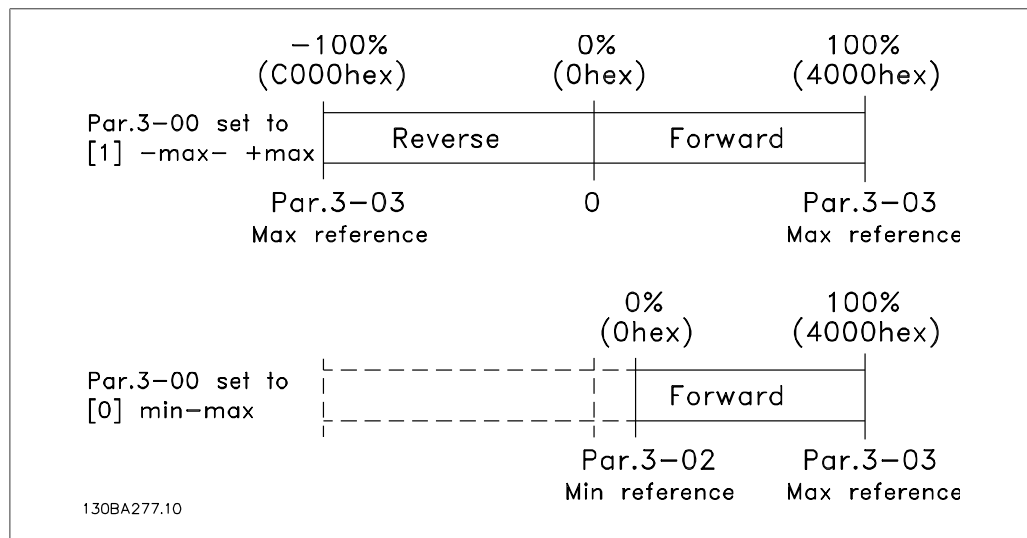 -100%
(C000hex)
0%
(0hex)
100%
(4000hex)
Par.3-00 set to
[1] -max- +max
Reverse
Forward
Par.3-03
Max reference
0
Par.3-03
Max reference
0%
(0hex)
100%
(4000hex)
Par.3-00 set to
[0] min-max
Forward
Par.3-02
Min reference
Par.3-03
Max reference
130BA277.10